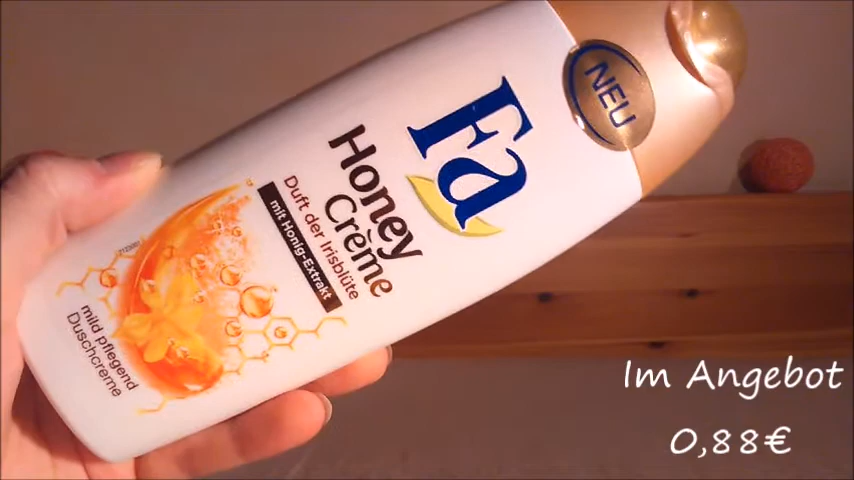 NEU
Fa
Honey
Crème
Duft der Irisblüte
mit Honig-Extrakt
mild pflegend
Duschcreme
Im Angebot
0,88€